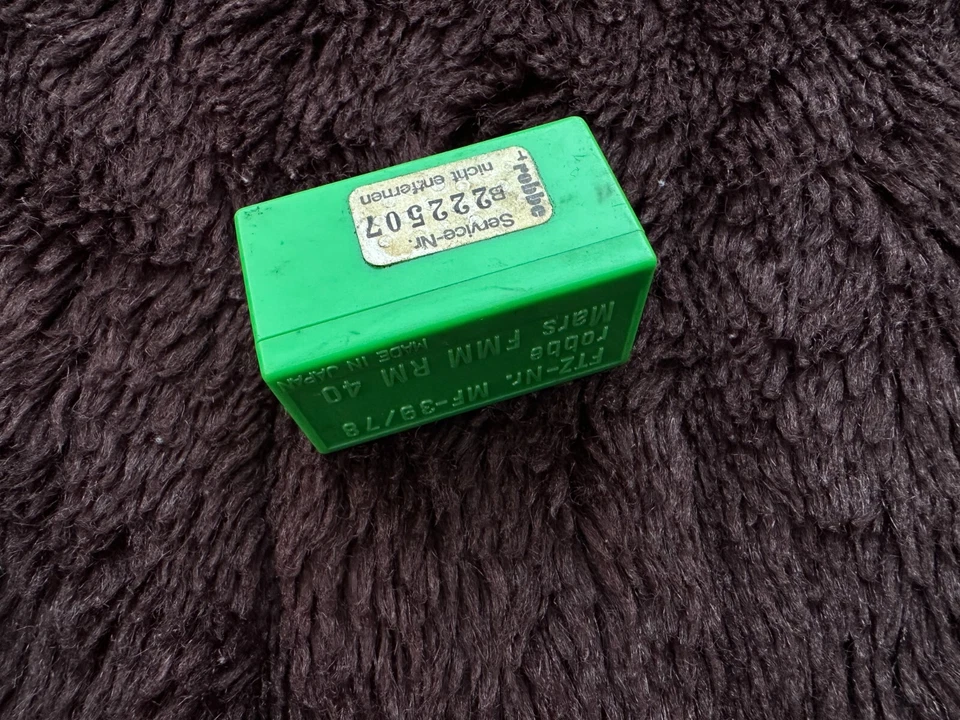 robbe
Service-Nr.
B222507
nicht entfernen
FTZ-Nr. MF-39/78
robbe FMM RM 40
Mars MADE IN JAPAN